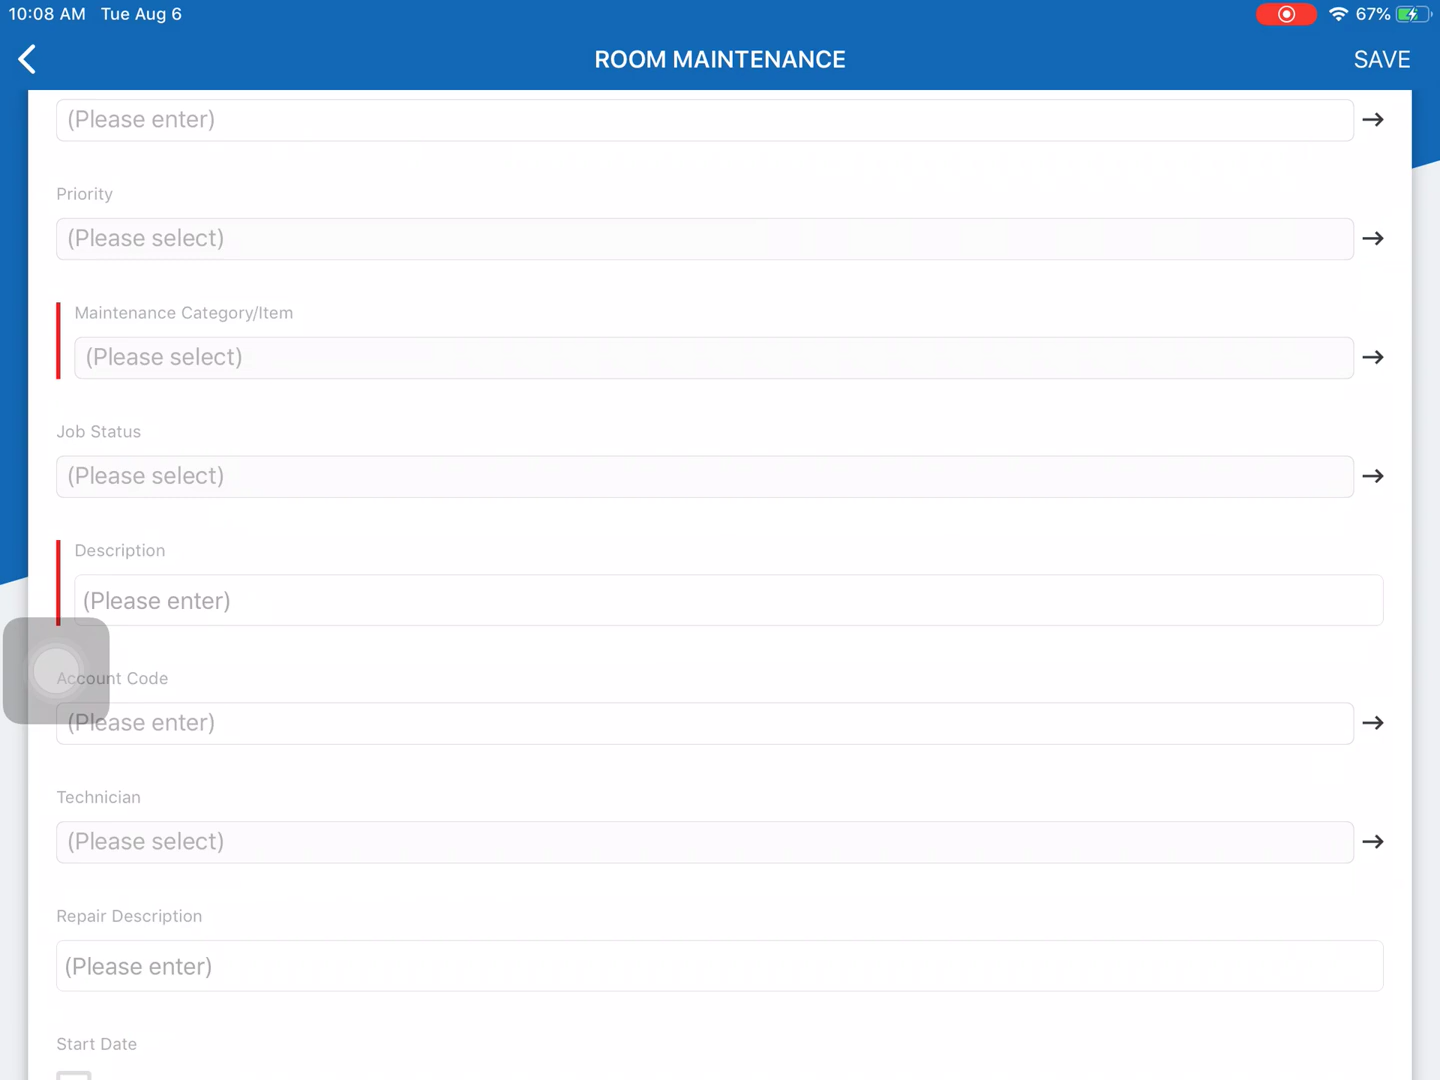 10:08 AM Tue Aug 6
67%
ROOM MAINTENANCE
SAVE
(Please enter)
Priority
(Please select)
Maintenance Category/Item
(Please select)
Job Status
(Please select)
Description
(Please enter)
Account Code
(Please enter)
Technician
(Please select)
Repair Description
(Please enter)
Start Date